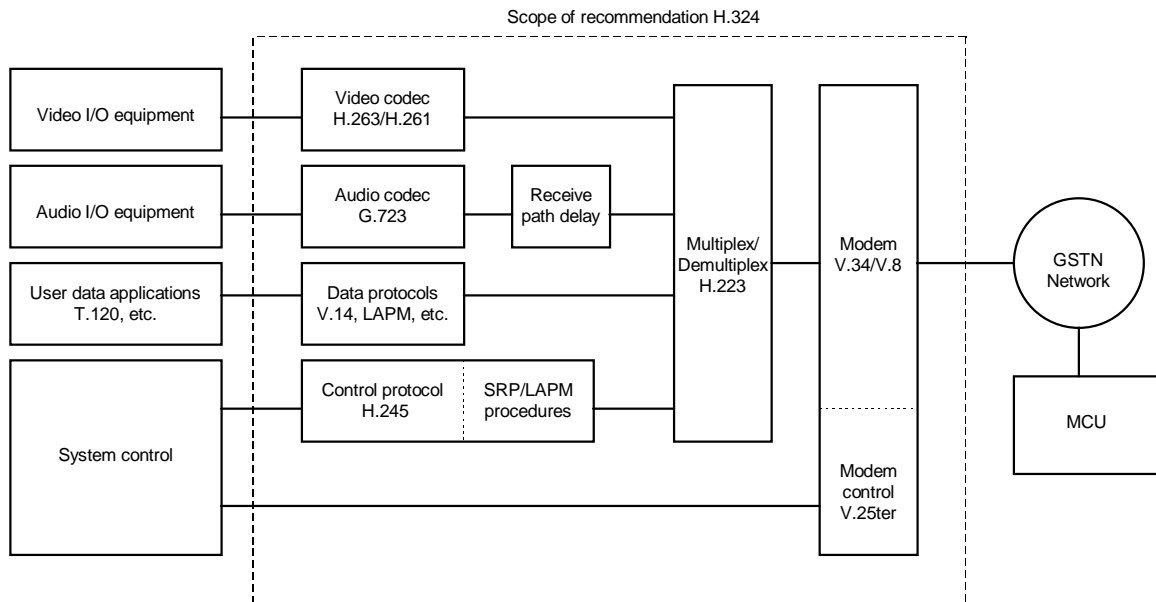 Scope of recommendation H.324
Video I/O equipment
Video codec
H.263/H.261
Audio I/O equipment
Audio codec
G.723
Receive
path delay
Multiplex/
Demultiplex
H.223
Modem
V.34/V.8
GSTN
Network
User data applications
T.120, etc.
Data protocols
V.14, LAPM, etc.
System control
Control protocol
H.245
SRP/LAPM
procedures
Modem
control
V.25ter
MCU